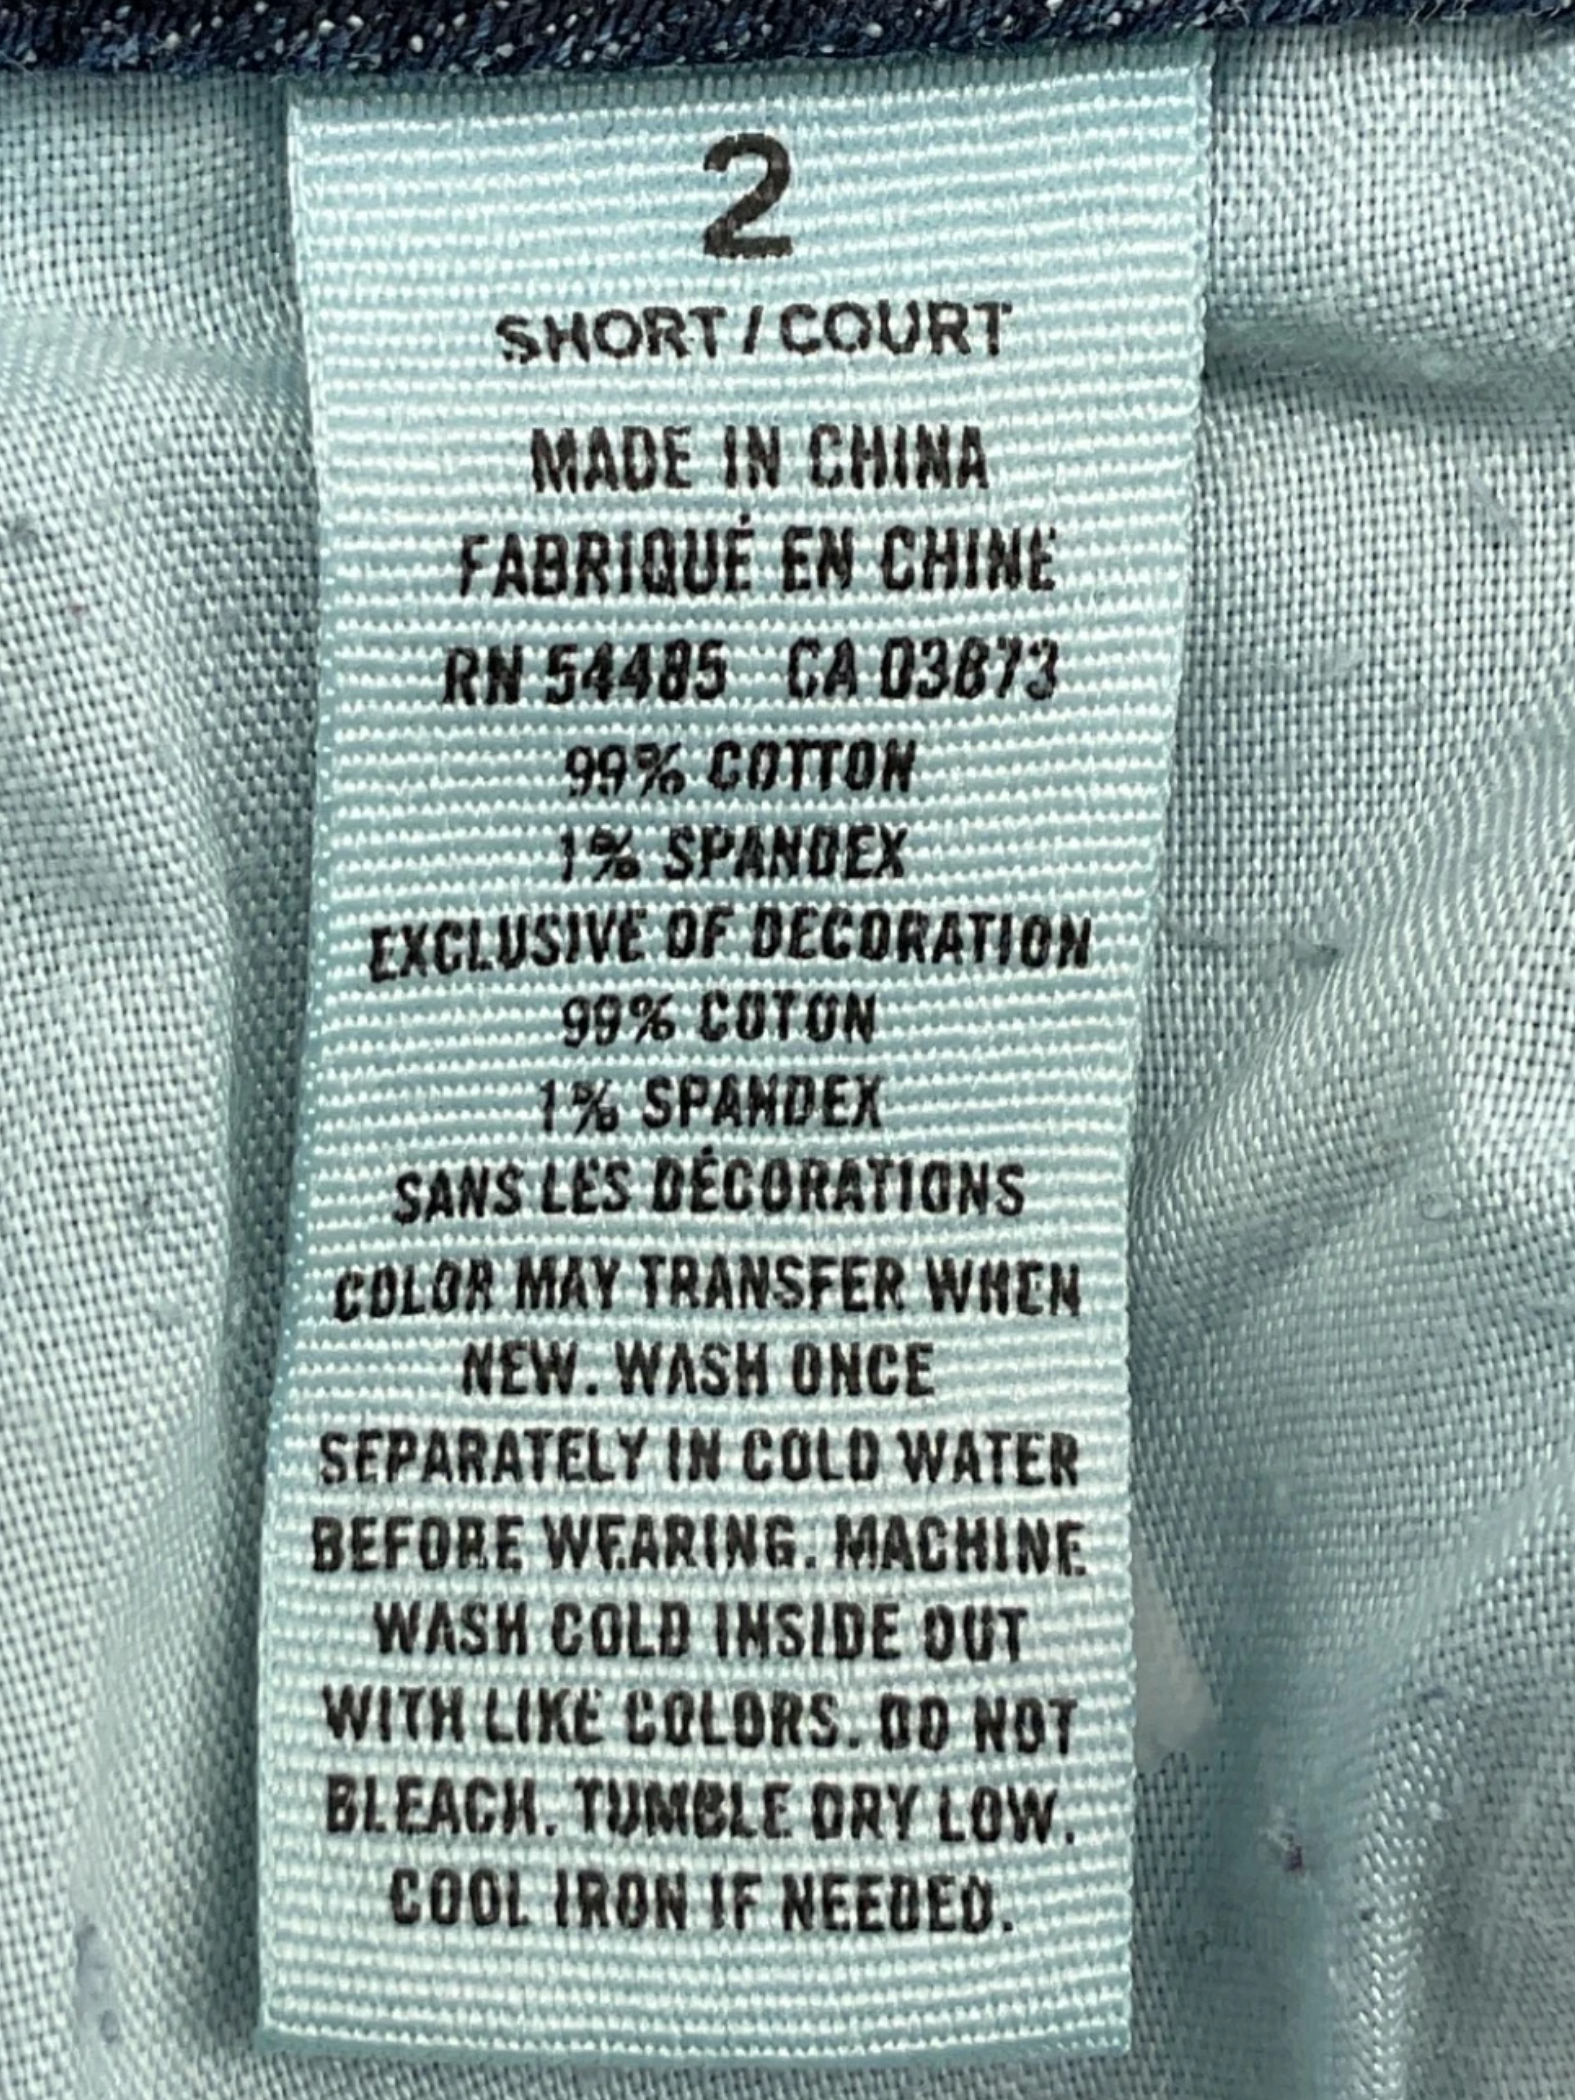 2
SHORT / COURT
MADE IN CHINA
FABRIQUÉ EN CHINE
RN 54485 CA 03873
99% COTTON
1% SPANDEX
EXCLUSIVE OF DECORATION
99% COTON
1% SPANDEX
SANS LES DÉCORATIONS
COLOR MAY TRANSFER WHEN
NEW. WASH ONCE
SEPARATELY IN COLD WATER
BEFORE WEARING. MACHINE
WASH COLD INSIDE OUT
WITH LIKE COLORS. DO NOT
BLEACH. TUMBLE DRY LOW.
COOL IRON IF NEEDED.